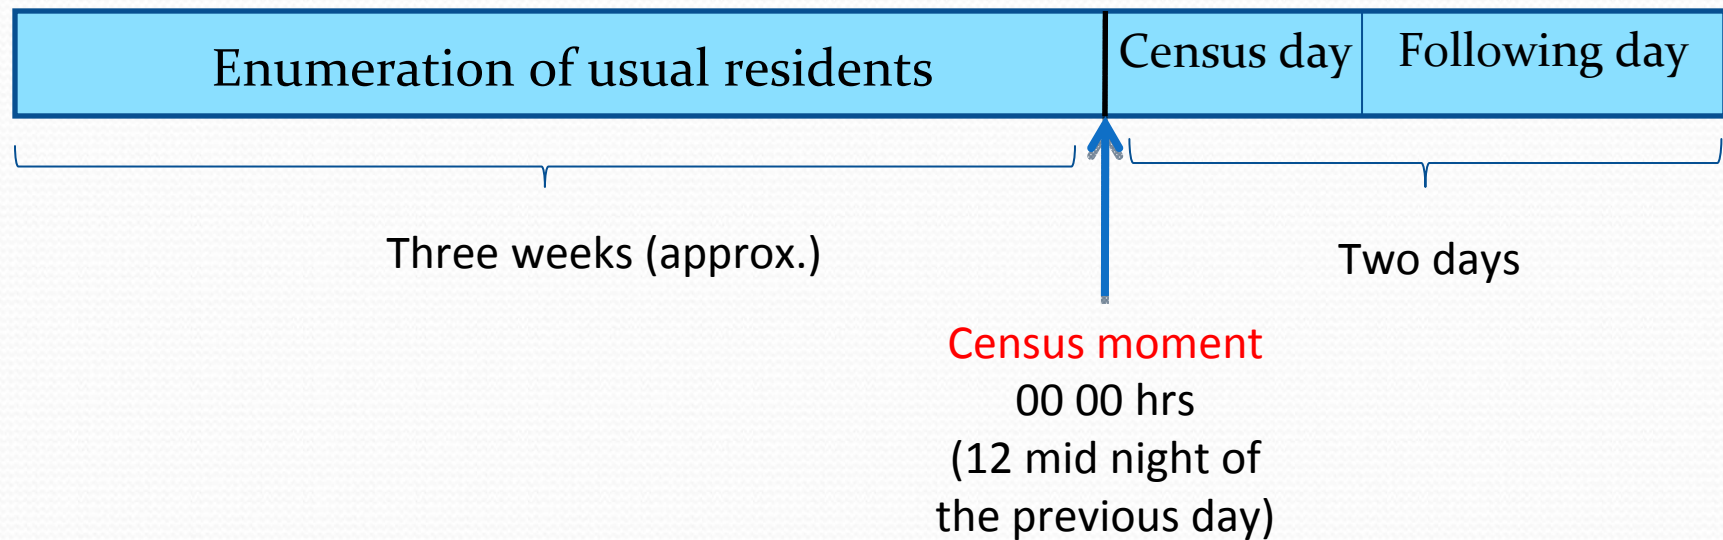 Enumeration of usual residents
Census day
Following day
Three weeks (approx.)
Two days
Census moment
00 00 hrs
(12 mid night of
the previous day)